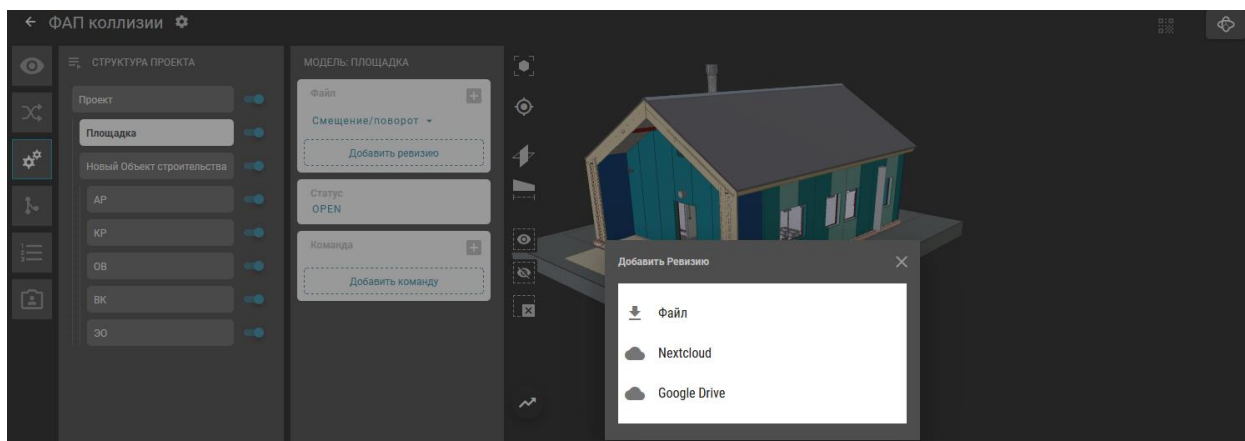 ФАП коллизии
СТРУКТУРА ПРОЕКТА
Проект
Площадка
Новый Объект строительства
АР
КР
ОВ
ВК
ЭО
МОДЕЛЬ: ПЛОЩАДКА
Файл
Смещение/поворот
Добавить ревизию
Статус
OPEN
Команда
Добавить команду
Добавить Ревизию
Файл
Nextcloud
Google Drive